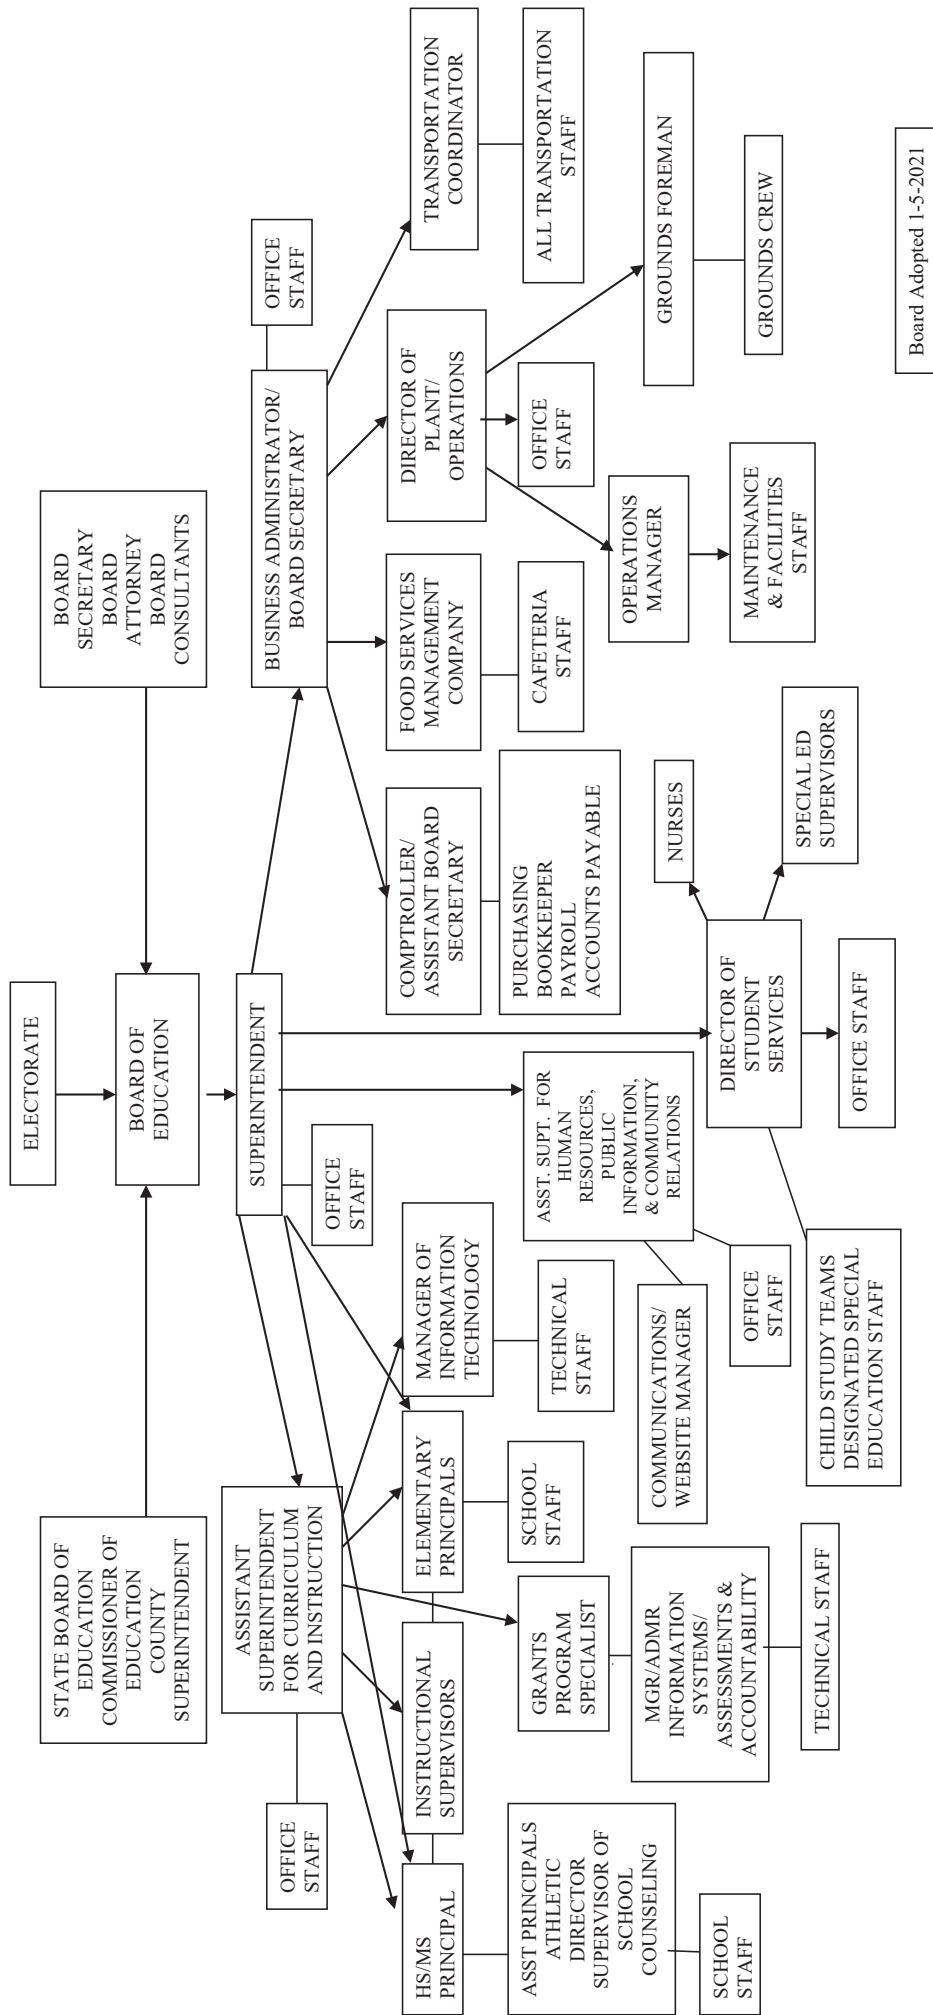 ELECTORATE
STATE BOARD OF
EDUCATION
COMMISSIONER OF
EDUCATION
COUNTY
SUPERINTENDENT
BOARD OF
EDUCATION
BOARD
SECRETARY
BOARD
ATTORNEY
BOARD
CONSULTANTS
SUPERINTENDENT
OFFICE
STAFF
OFFICE
STAFF
ASSISTANT
SUPERINTENDENT
FOR CURRICULUM
AND INSTRUCTION
BUSINESS ADMINISTRATOR/
BOARD SECRETARY
OFFICE
STAFF
HS/MS
PRINCIPAL
INSTRUCTIONAL
SUPERVISORS
ELEMENTARY
PRINCIPALS
MANAGER OF
INFORMATION
TECHNOLOGY
COMPTROLLER/
ASSISTANT BOARD
SECRETARY
FOOD SERVICES
MANAGEMENT
COMPANY
DIRECTOR OF
PLANT/
OPERATIONS
TRANSPORTATION
COORDINATOR
ASST PRINCIPALS
ATHLETIC
DIRECTOR
SUPERVISOR OF
SCHOOL
COUNSELING
GRANTS
PROGRAM
SPECIALIST
SCHOOL
STAFF
TECHNICAL
STAFF
ASST. SUPT. FOR
HUMAN
RESOURCES,
PUBLIC
INFORMATION,
& COMMUNITY
RELATIONS
PURCHASING
BOOKKEEPER
PAYROLL
ACCOUNTS PAYABLE
CAFETERIA
STAFF
OFFICE
STAFF
ALL TRANSPORTATION
STAFF
SCHOOL
STAFF
MGR/ADMR
INFORMATION
SYSTEMS/
ASSESSMENTS &
ACCOUNTABILITY
COMMUNICATIONS/
WEBSITE MANAGER
OFFICE
STAFF
DIRECTOR OF
STUDENT
SERVICES
NURSES
OPERATIONS
MANAGER
GROUNDS FOREMAN
TECHNICAL STAFF
CHILD STUDY TEAMS
DESIGNATED SPECIAL
EDUCATION STAFF
OFFICE STAFF
SPECIAL ED
SUPERVISORS
MAINTENANCE
& FACILITIES
STAFF
GROUNDS CREW
Board Adopted 1-5-2021